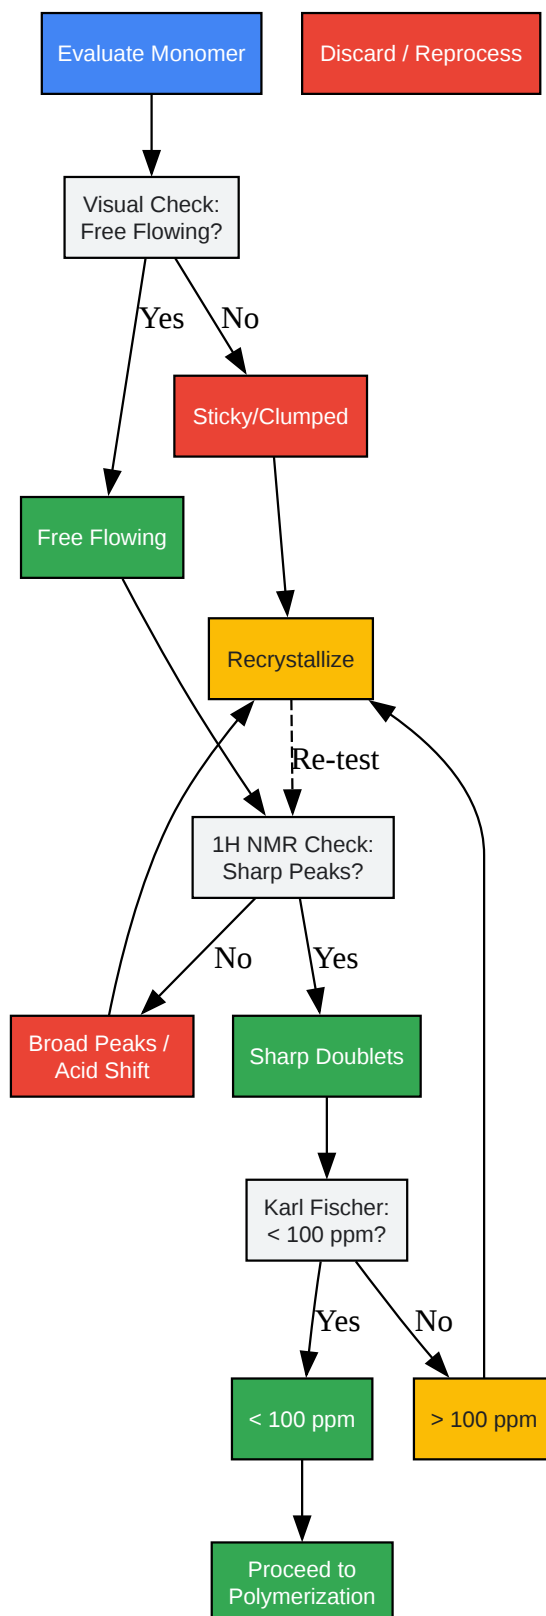 Evaluate Monomer
Discard / Reprocess
Visual Check:
Free Flowing?
Yes
No
Sticky/Clumped
Free Flowing
Recrystallize
Re-test
1H NMR Check:
Sharp Peaks?
No
Yes
Broad Peaks /
Acid Shift
Sharp Doublets
Karl Fischer:
< 100 ppm?
Yes
No
< 100 ppm
> 100 ppm
Proceed to
Polymerization